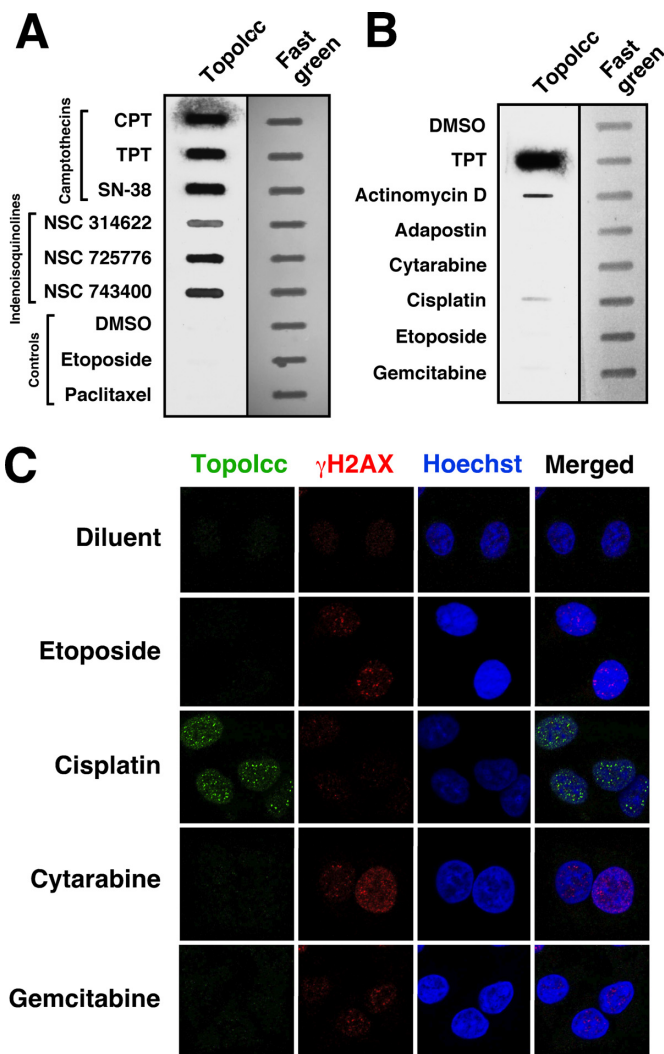 A
TopoIcc
Fast green
Camptothecins
CPT
TPT
SN-38
Indenoisoquinolines
NSC 314622
NSC 725776
NSC 743400
Controls
DMSO
Etoposide
Paclitaxel
B
TopoIcc
Fast green
DMSO
TPT
Actinomycin D
Adapostin
Cytarabine
Cisplatin
Etoposide
Gemcitabine
C
TopoIcc
γH2AX
Hoechst
Merged
Diluent
Etoposide
Cisplatin
Cytarabine
Gemcitabine